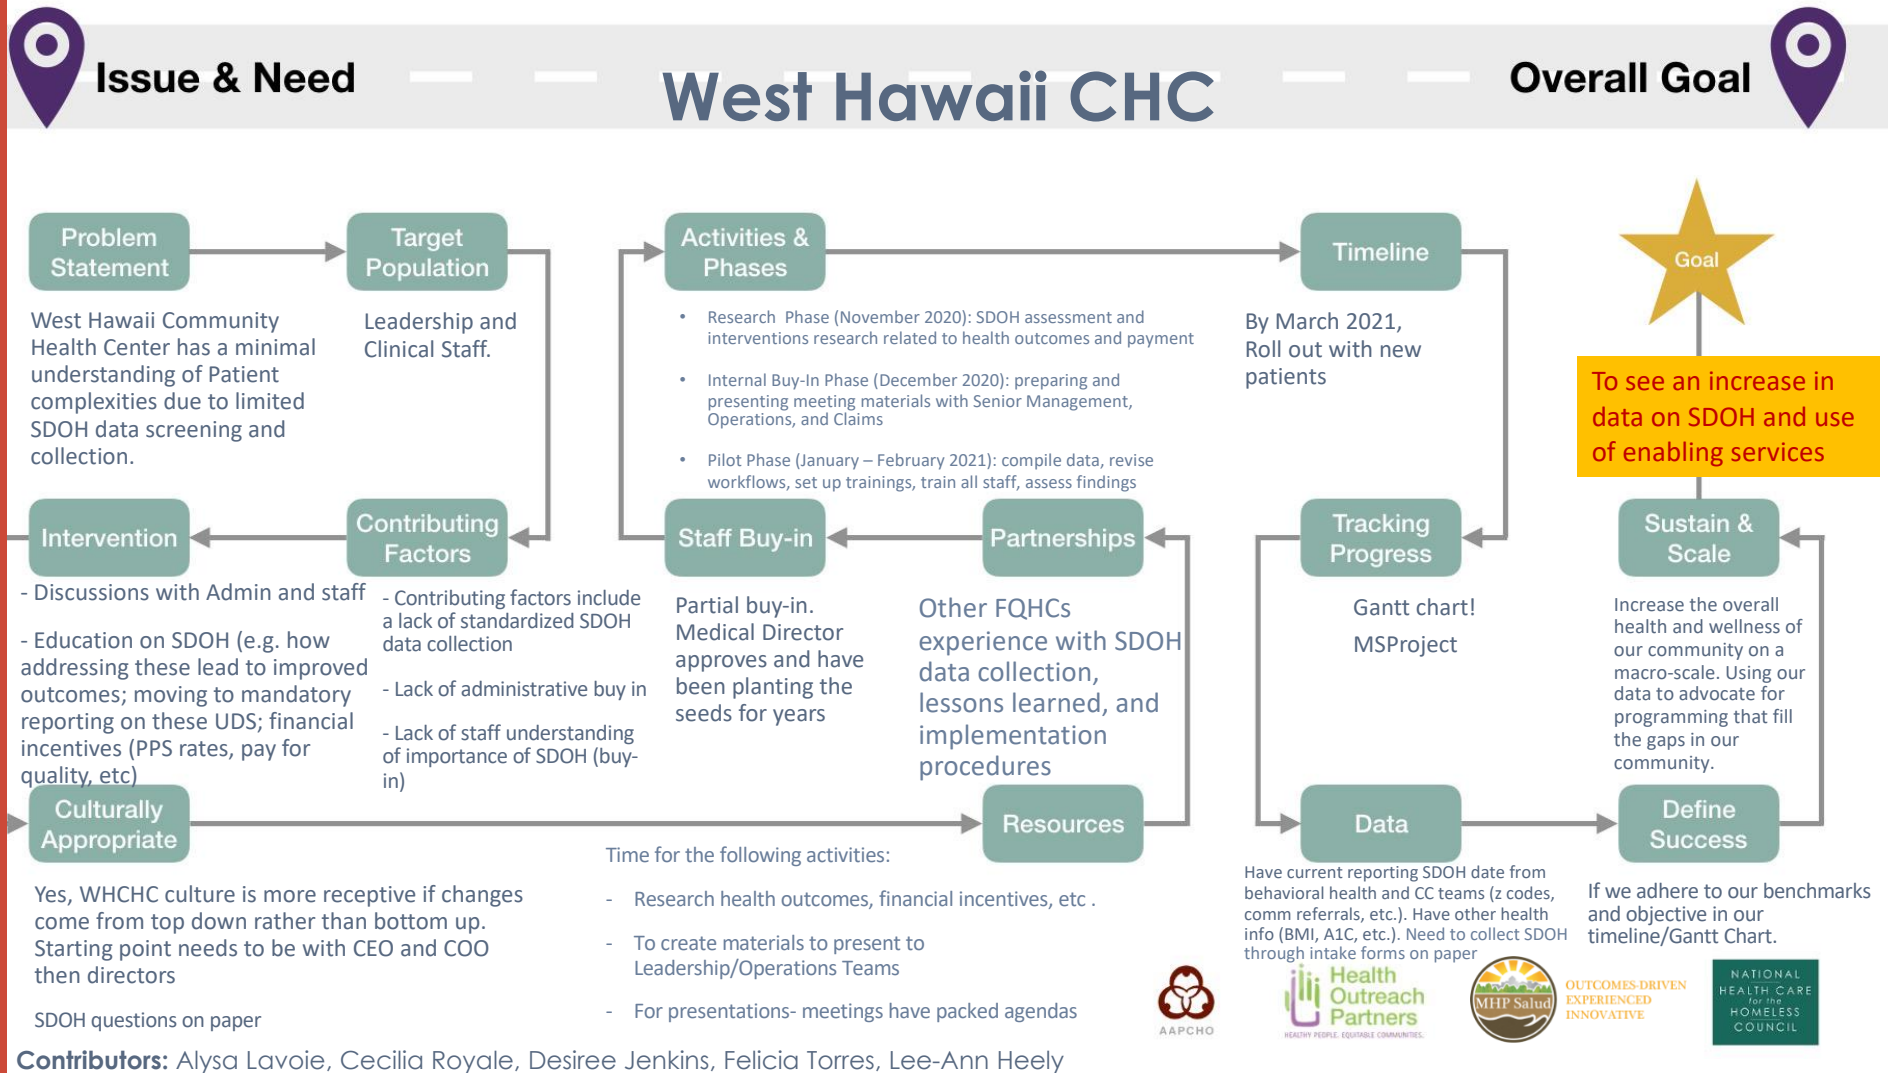 Issue & Need
West Hawaii CHC
Overall Goal
Problem
Statement
West Hawaii Community
Health Center has a minimal
understanding of Patient
complexities due to limited
SDOH data screening and
collection.
Target
Population
Leadership and
Clinical Staff.
Contributing
Factors
- Contributing factors include
a lack of standardized SDOH
data collection
- Lack of administrative buy in
- Lack of staff understanding
of importance of SDOH (buy-
in)
Intervention
- Discussions with Admin and staff
- Education on SDOH (e.g. how
addressing these lead to improved
outcomes; moving to mandatory
reporting on these UDS; financial
incentives (PPS rates, pay for
quality, etc)
Culturally
Appropriate
Yes, WHCHC culture is more receptive if changes
come from top down rather than bottom up.
Starting point needs to be with CEO and COO
then directors
SDOH questions on paper
Resources
Time for the following activities:
- Research health outcomes, financial incentives, etc .
- To create materials to present to
Leadership/Operations Teams
- For presentations- meetings have packed agendas
Partnerships
Other FQHCs
experience with SDOH
data collection,
lessons learned, and
implementation
procedures
Staff Buy-in
Partial buy-in.
Medical Director
approves and have
been planting the
seeds for years
Activities &
Phases
• Research Phase (November 2020): SDOH assessment and
interventions research related to health outcomes and payment
• Internal Buy-In Phase (December 2020): preparing and
presenting meeting materials with Senior Management,
Operations, and Claims
• Pilot Phase (January – February 2021): compile data, revise
workflows, set up trainings, train all staff, assess findings
Timeline
By March 2021,
Roll out with new
patients
Tracking
Progress
Gantt chart!
MSProject
Data
Have current reporting SDOH date from
behavioral health and CC teams (z codes,
comm referrals, etc.). Have other health
info (BMI, A1C, etc.). Need to collect SDOH
through intake forms on paper
Define
Success
If we adhere to our benchmarks
and objective in our
timeline/Gantt Chart.
Sustain &
Scale
Increase the overall
health and wellness of
our community on a
macro-scale. Using our
data to advocate for
programming that fill
the gaps in our
community.
Goal
To see an increase in
data on SDOH and use
of enabling services
AAPCHO
Health
Outreach
Partners
HEALTHY PEOPLE. EQUITABLE COMMUNITIES.
MHP Salud
OUTCOMES-DRIVEN
EXPERIENCED
INNOVATIVE
NATIONAL
HEALTH CARE
for the
HOMELESS
COUNCIL
Contributors: Alysa Lavoie, Cecilia Royale, Desiree Jenkins, Felicia Torres, Lee-Ann Heely